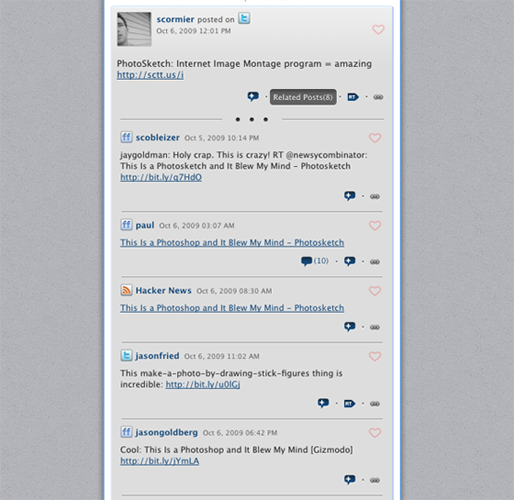 scormier posted on
Oct 6, 2009 12:01 PM
PhotoSketch: Internet Image Montage program = amazing
http://sctt.us/i
Related Posts(8) · RT ·
ff scobleizer Oct 5, 2009 10:14 PM
jaygoldman: Holy crap. This is crazy! RT @newsycombinator:
This Is a Photosketch and It Blew My Mind - Photosketch
http://bit.ly/q7HdO
ff paul Oct 6, 2009 03:07 AM
This Is a Photoshop and It Blew My Mind - Photosketch
(10)
Hacker News Oct 6, 2009 08:30 AM
This Is a Photoshop and It Blew My Mind - Photosketch
t jasonfried Oct 6, 2009 11:02 AM
This make-a-photo-by-drawing-stick-figures thing is
incredible: http://bit.ly/u0lGj
RT
ff jasongoldberg Oct 6, 2009 06:42 PM
Cool: This Is a Photoshop and It Blew My Mind [Gizmodo]
http://bit.ly/jYmLA